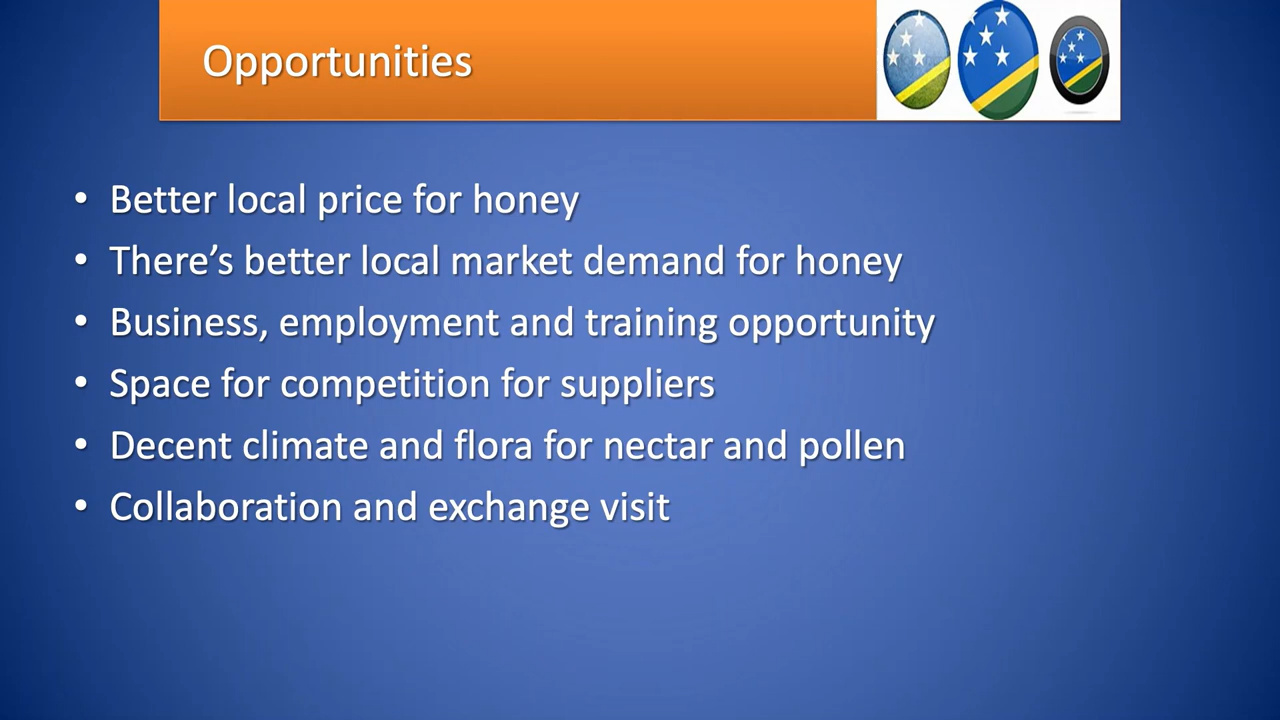 Opportunities
• Better local price for honey
• There’s better local market demand for honey
• Business, employment and training opportunity
• Space for competition for suppliers
• Decent climate and flora for nectar and pollen
• Collaboration and exchange visit